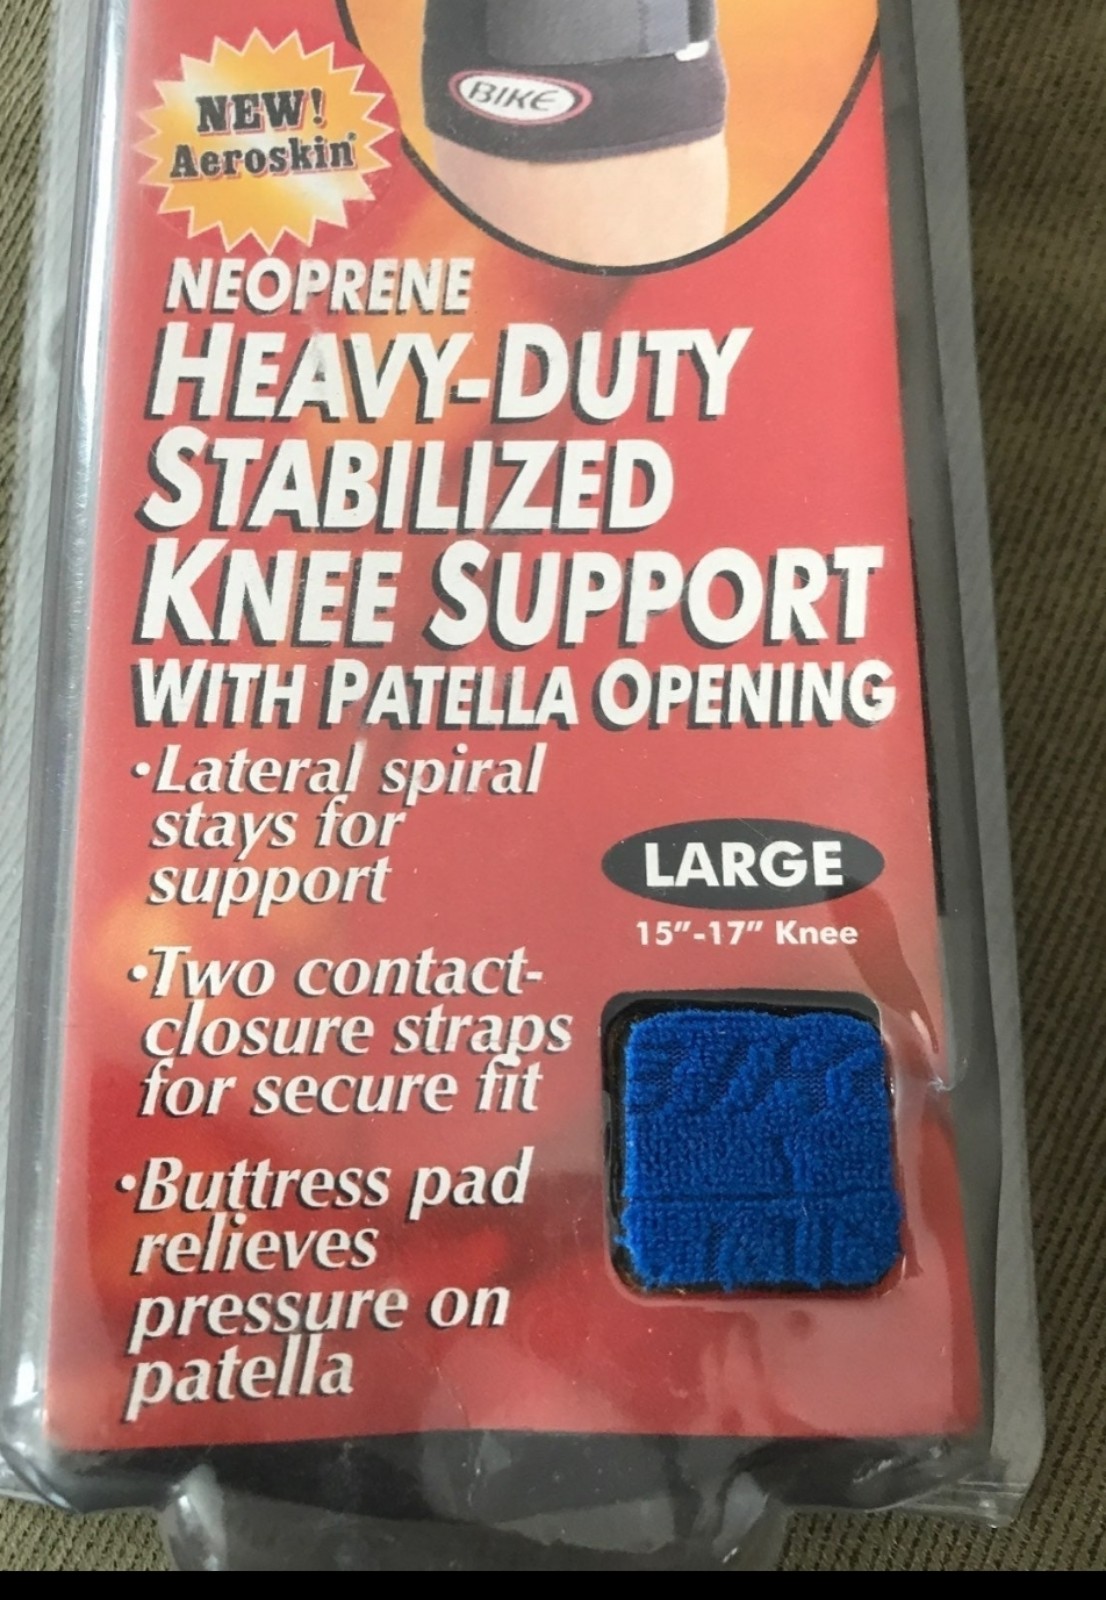 BIKE
NEW!
Aeroskin®
NEOPRENE
HEAVY-DUTY
STABILIZED
KNEE SUPPORT
WITH PATELLA OPENING
•Lateral spiral
stays for
support
•Two contact-
closure straps
for secure fit
•Buttress pad
relieves
pressure on
patella
LARGE
15"-17" Knee